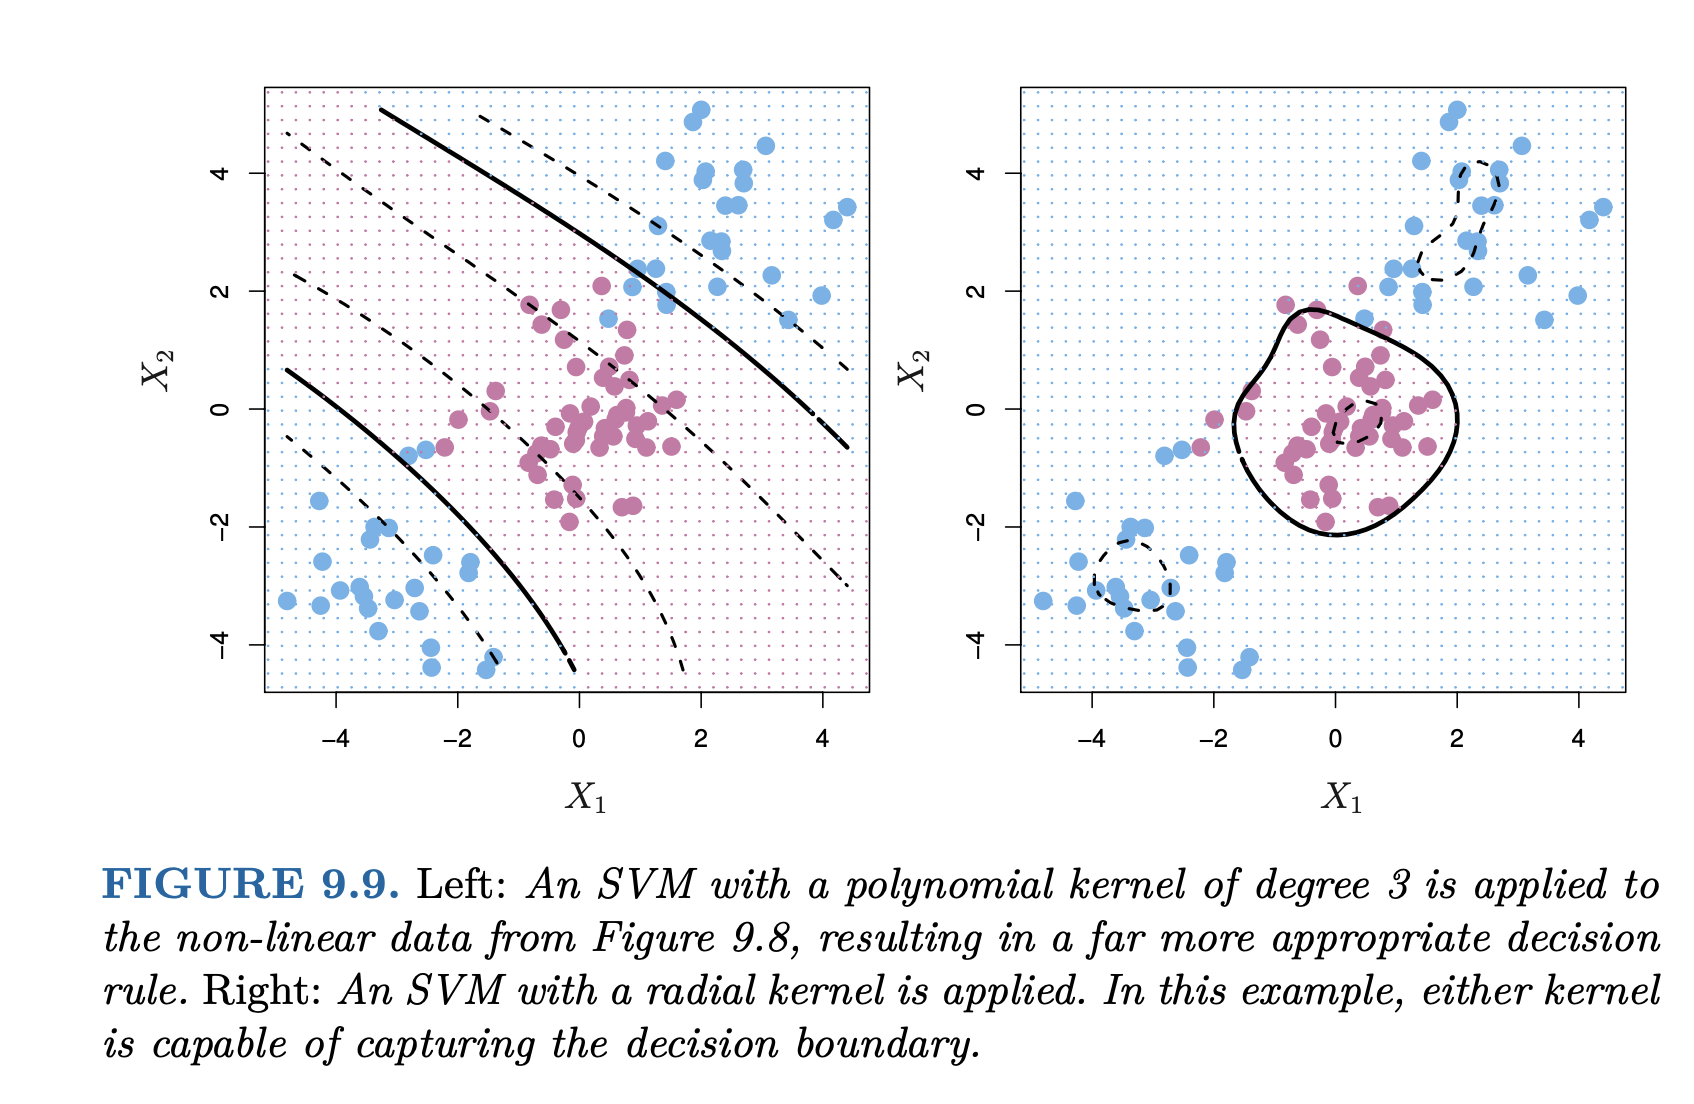 4
2
0
−2
−4
X2
−4 −2 0 2 4
X1
4
2
0
−2
−4
X2
−4 −2 0 2 4
X1
FIGURE 9.9. Left: An SVM with a polynomial kernel of degree 3 is applied to
the non-linear data from Figure 9.8, resulting in a far more appropriate decision
rule. Right: An SVM with a radial kernel is applied. In this example, either kernel
is capable of capturing the decision boundary.